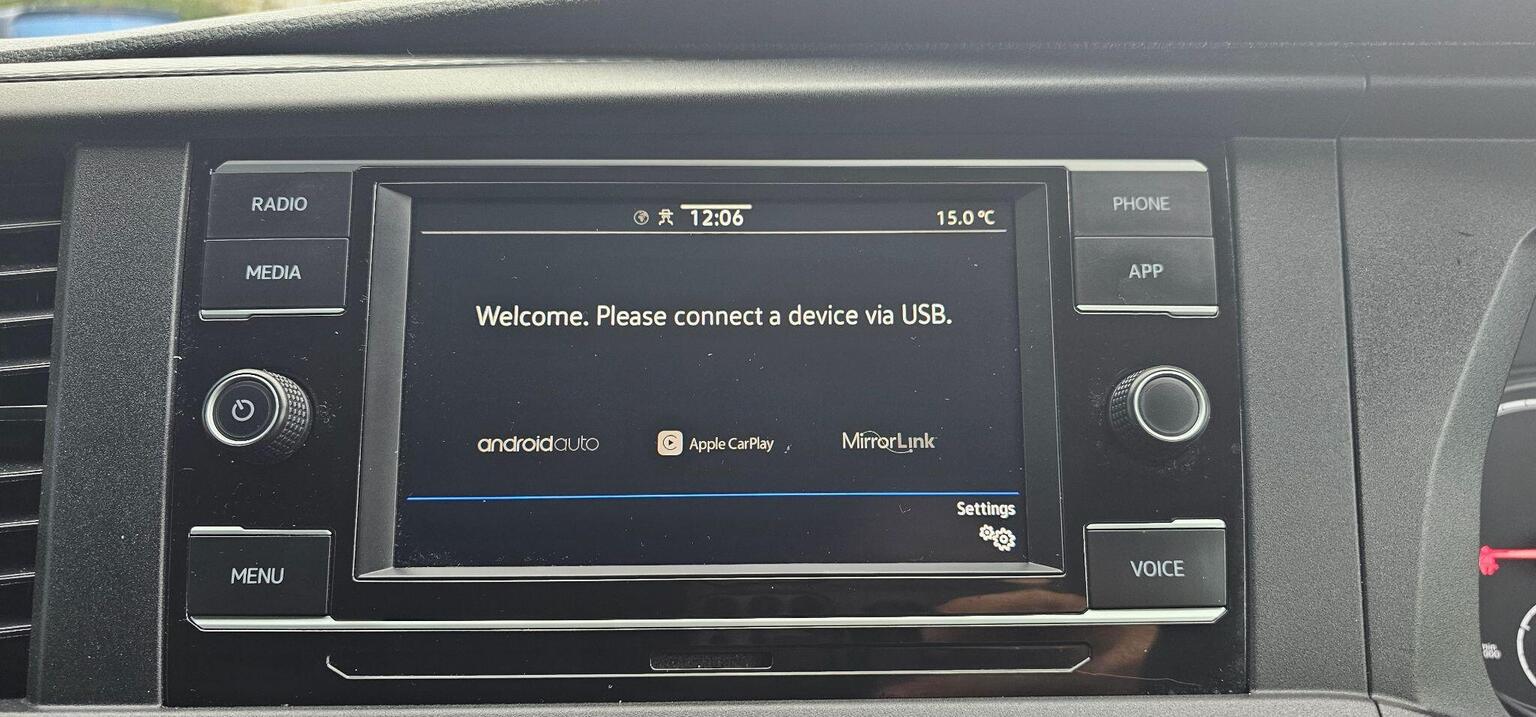 RADIO
MEDIA
MENU
12:06
15.0 °C
Welcome. Please connect a device via USB.
androidauto
Apple CarPlay
MirrorLink
Settings
PHONE
APP
VOICE